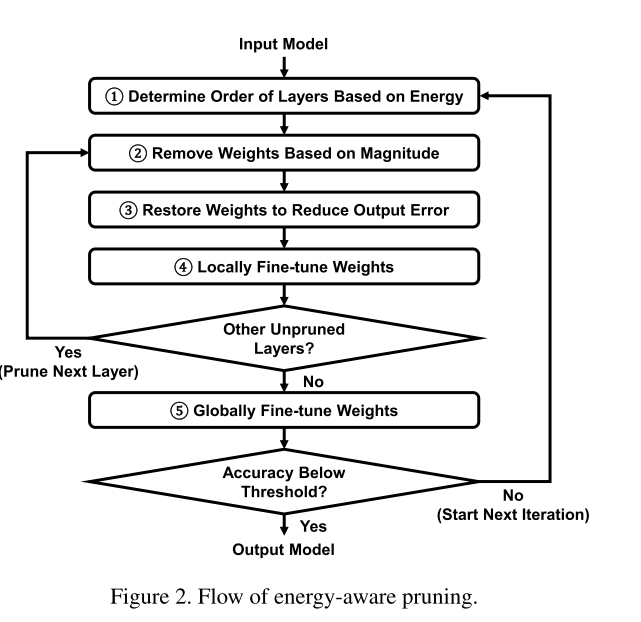 Input Model
① Determine Order of Layers Based on Energy
② Remove Weights Based on Magnitude
③ Restore Weights to Reduce Output Error
④ Locally Fine-tune Weights
Other Unpruned
Layers?
Yes
(Prune Next Layer)
No
⑤ Globally Fine-tune Weights
Accuracy Below
Threshold?
No
(Start Next Iteration)
Yes
Output Model
Figure 2. Flow of energy-aware pruning.